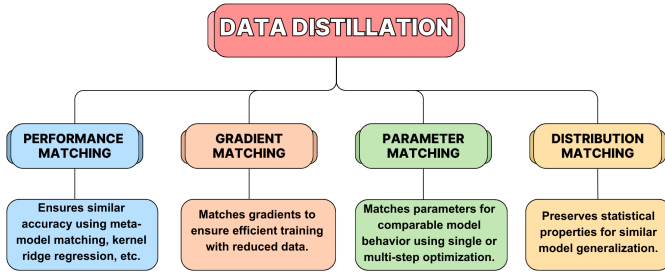 DATA DISTILLATION
PERFORMANCE
MATCHING
GRADIENT
MATCHING
PARAMETER
MATCHING
DISTRIBUTION
MATCHING
Ensures similar
accuracy using meta-
model matching, kernel
ridge regression, etc.
Matches gradients to
ensure efficient training
with reduced data.
Matches parameters for
comparable model
behavior using single or
multi-step optimization.
Preserves statistical
properties for similar
model generalization.